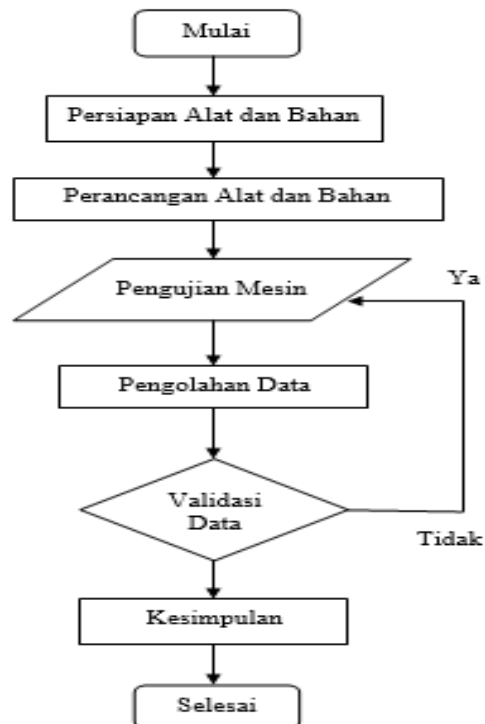 Mulai
Persiapan Alat dan Bahan
Perancangan Alat dan Bahan
Pengujian Mesin
Ya
Pengolahan Data
Validasi
Data
Tidak
Kesimpulan
Selesai